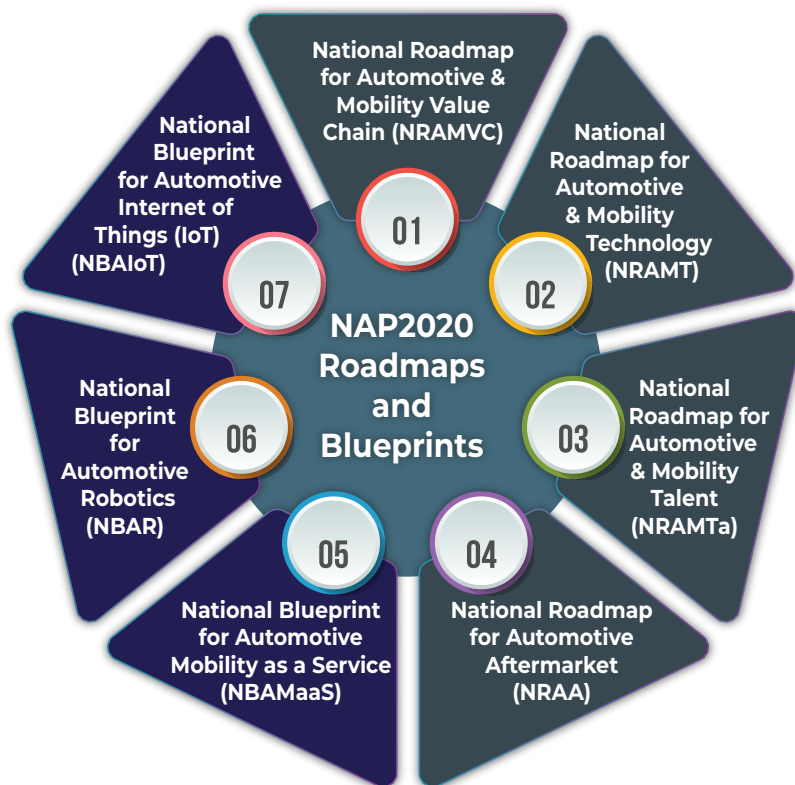 NAP2020
Roadmaps
and
Blueprints
01
National Roadmap
for Automotive &
Mobility Value
Chain (NRAMVC)
02
National
Roadmap for
Automotive
& Mobility
Technology
(NRAMT)
03
National
Roadmap for
Automotive
& Mobility
Talent
(NRAMTa)
04
National Roadmap
for Automotive
Aftermarket
(NRAA)
05
National Blueprint
for Automotive
Mobility as a Service
(NBAMaaS)
06
National
Blueprint
for
Automotive
Robotics
(NBAR)
07
National
Blueprint
for Automotive
Internet of
Things (IoT)
(NBAIoT)